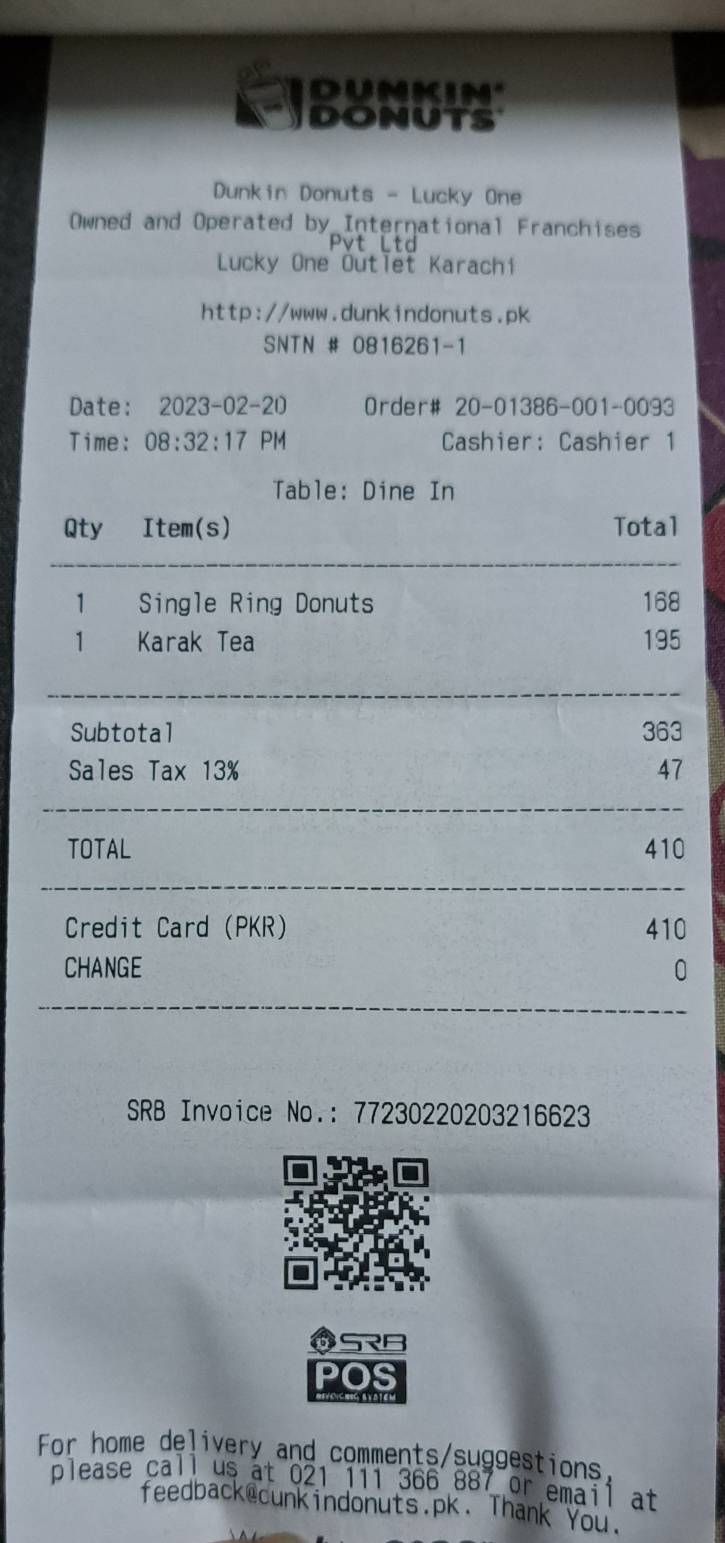 DUNKIN'
DONUTS
Dunkin Donuts - Lucky One
Owned and Operated by International Franchises
Pvt Ltd
Lucky One Outlet Karachi
http://www.dunkindonuts.pk
SNTN # 0816261-1
Date: 2023-02-20 Order# 20-01386-001-0093
Time: 08:32:17 PM Cashier: Cashier 1
Table: Dine In
Qty Item(s) Total
1 Single Ring Donuts 168
1 Karak Tea 195
Subtotal 363
Sales Tax 13% 47
TOTAL 410
Credit Card (PKR) 410
CHANGE 0
SRB Invoice No.: 77230220203216623
SRB
POS
INVOICING SYSTEM
For home delivery and comments/suggestions,
please call us at 021 111 366 887 or email at
feedback@cunkindonuts.pk. Thank You.